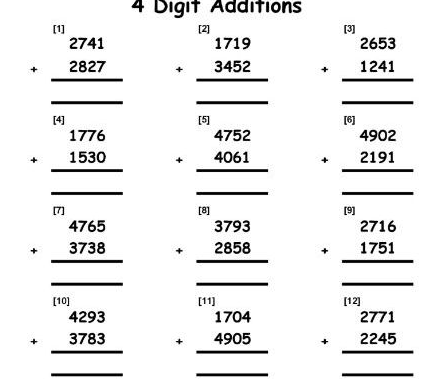 4 Digit Additions
[1] [2] [3]
2741 1719 2653
+ 2827 + 3452 + 1241
[4] [5] [6]
1776 4752 4902
+ 1530 + 4061 + 2191
[7] [8] [9]
4765 3793 2716
+ 3738 + 2858 + 1751
[10] [11] [12]
4293 1704 2771
+ 3783 + 4905 + 2245